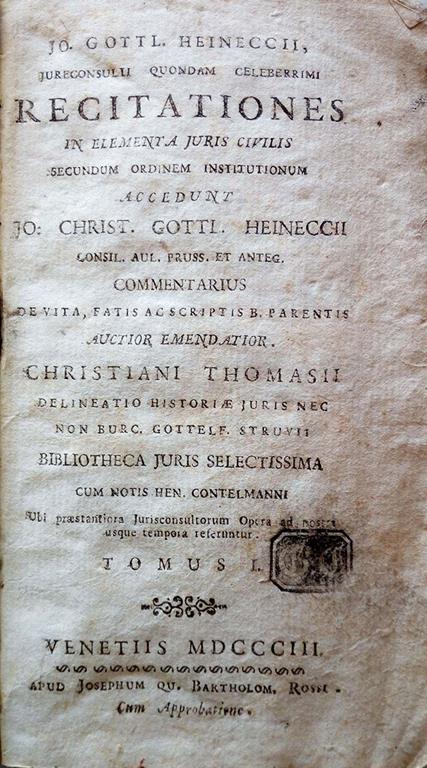 JO. GOTTL. HEINECCII,
JURECONSULII QUONDAM CELEBERRIMI
RECITATIONES
IN ELEMENTA JURIS CIVILIS
SECUNDUM ORDINEM INSTITUTIONUM
ACCEDUNT
JO: CHRIST. GOTTL. HEINECCII
CONSIL. AUL. PRUSS. ET ANTEG.
COMMENTARIUS
DE VITA, FATIS AC SCRIPTIS B. PARENTIS
AUCTIOR EMENDATIOR.
CHRISTIANI THOMASII
DELINEATIO HISTORIÆ JURIS NEC
NON BURC. GOTTELF. STRUVII
BIBLIOTHECA JURIS SELECTISSIMA
CUM NOTIS HEN. CONTELMANNI
Ubi præstantiora Jurisconsultorum Opera ad nostra
usque tempora referuntur.
TOMUS I.
VENETIIS MDCCCIII.
APUD JOSEPHUM QU. BARTHOLOM. ROSSI.
Cum Approbatione.